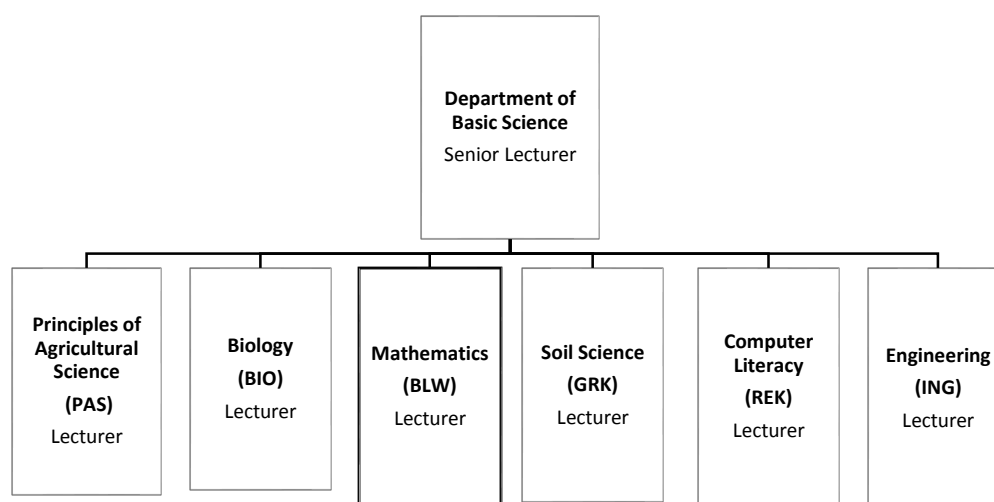 Department of
Basic Science
Senior Lecturer
Principles of
Agricultural
Science
(PAS)
Lecturer
Biology
(BIO)
Lecturer
Mathematics
(BLW)
Lecturer
Soil Science
(GRK)
Lecturer
Computer
Literacy
(REK)
Lecturer
Engineering
(ING)
Lecturer